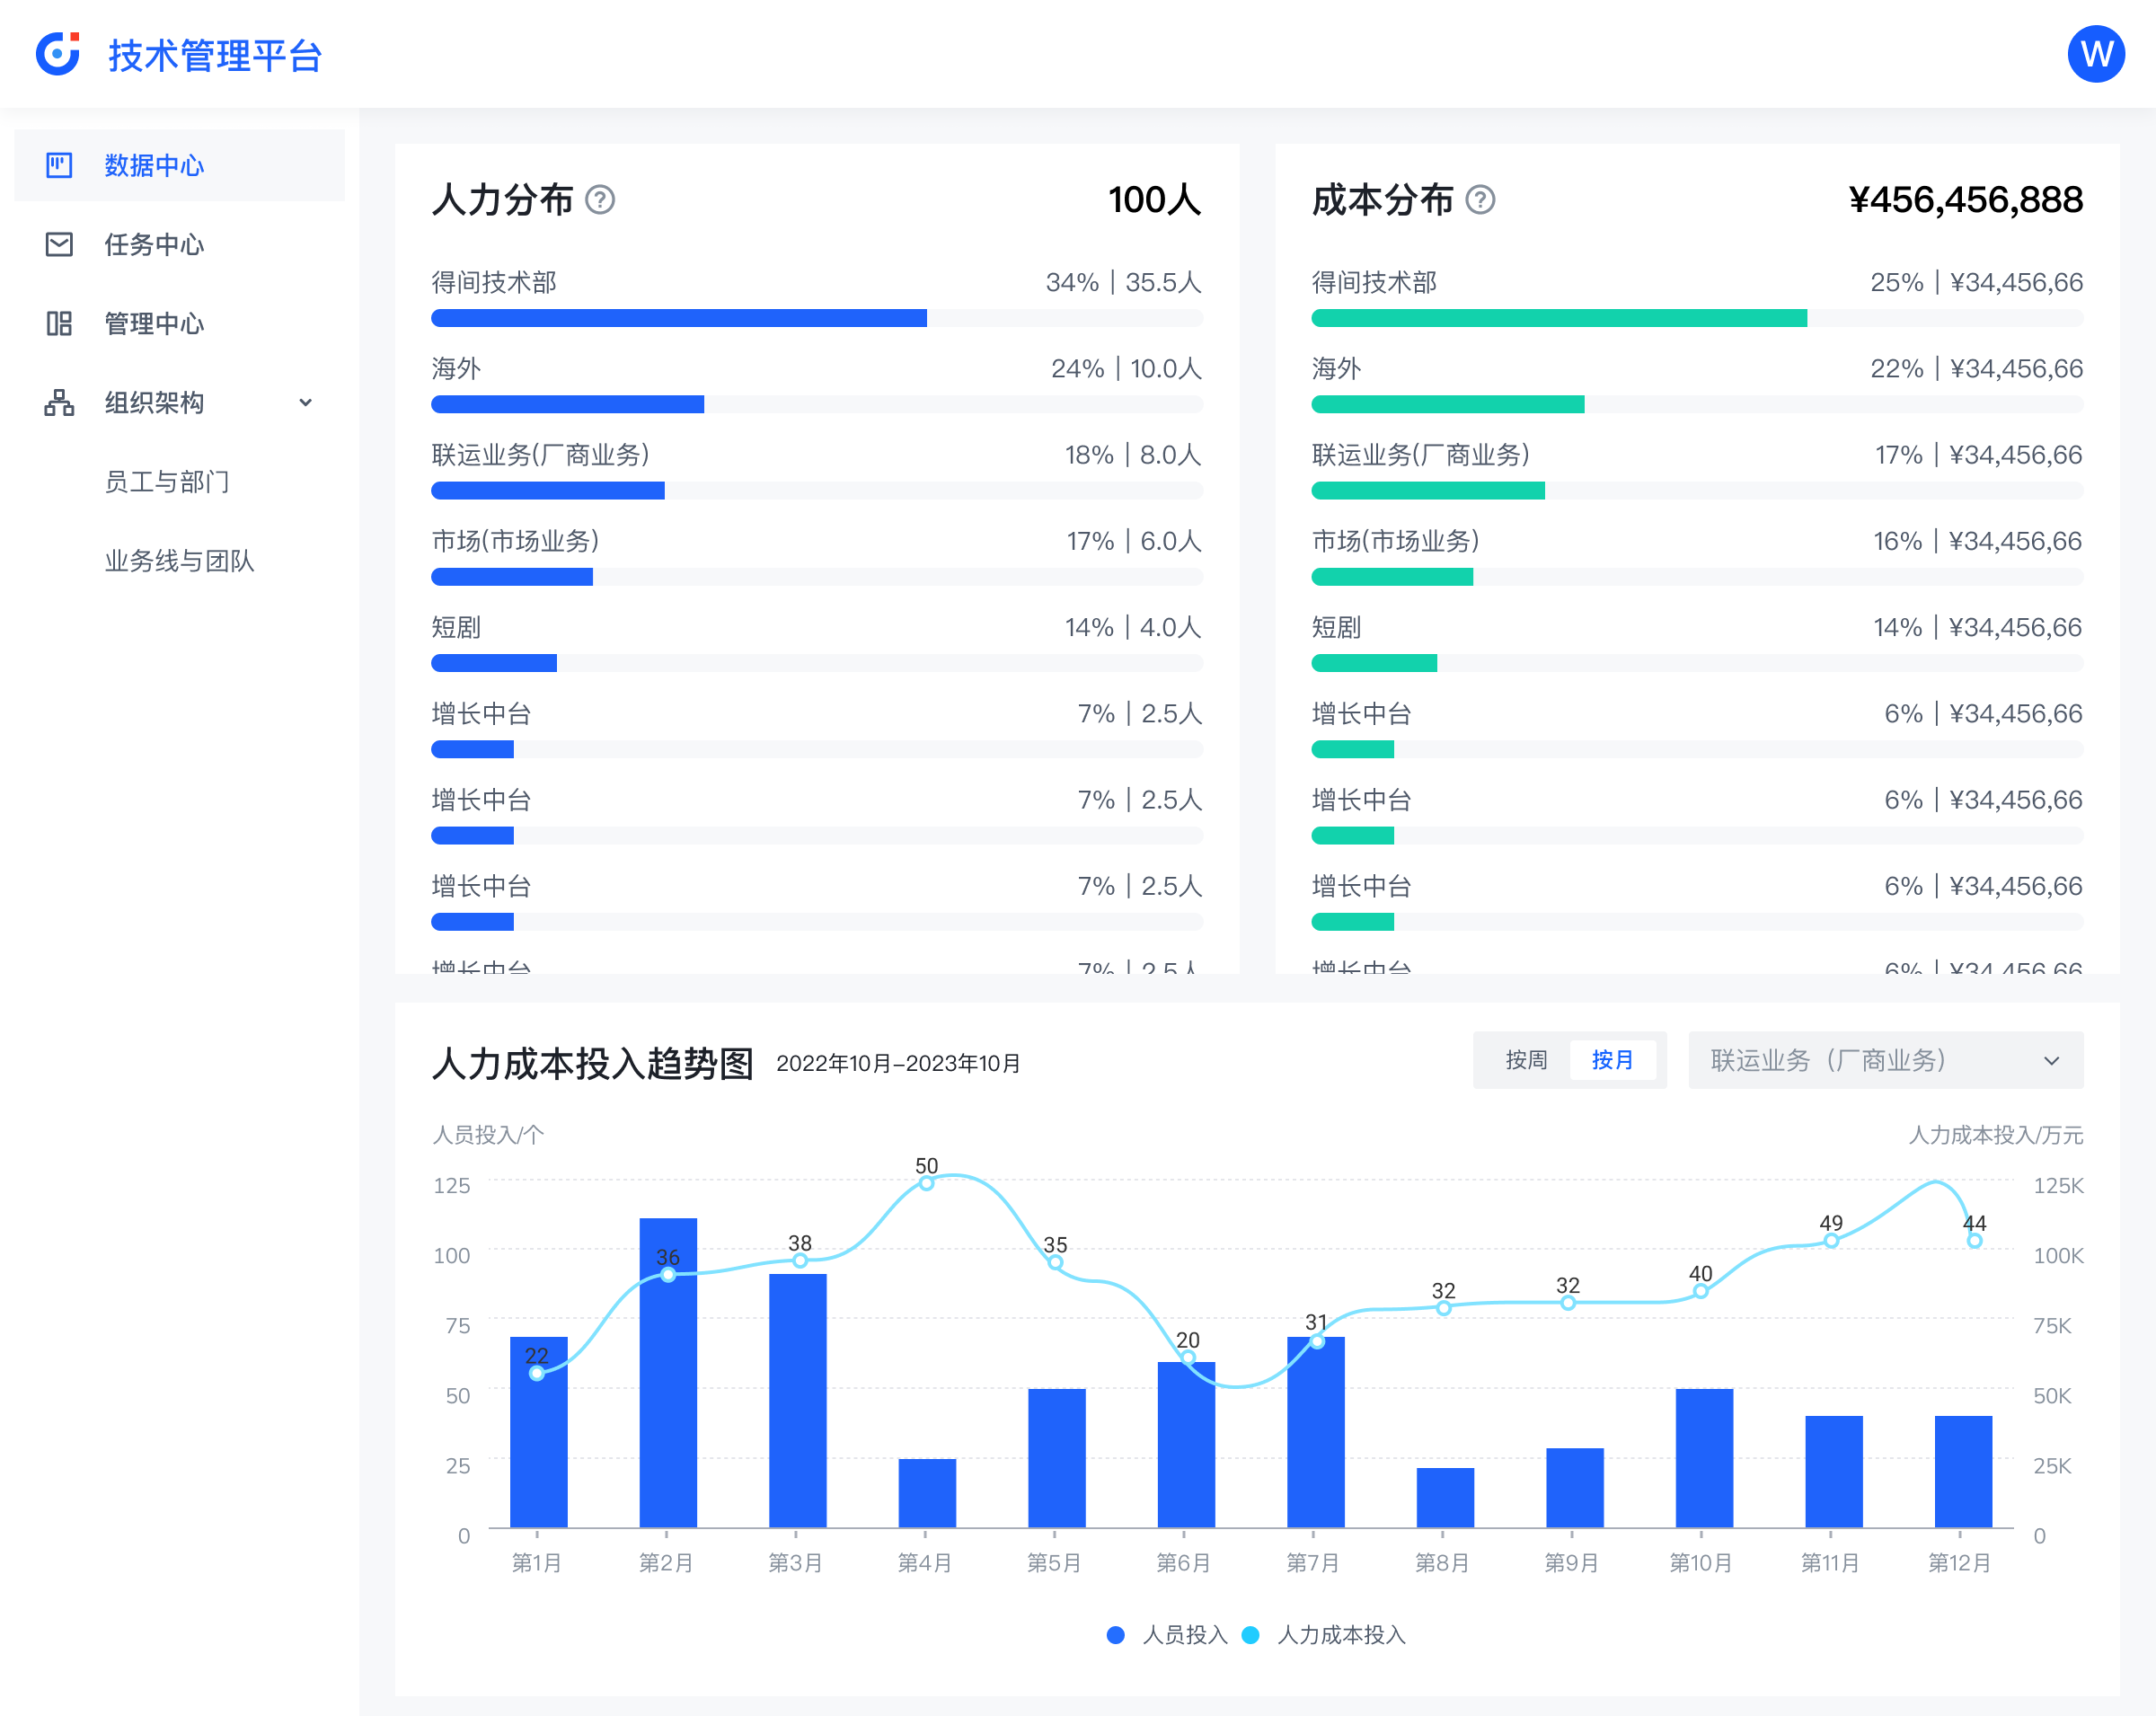 技术管理平台
W
数据中心
任务中心
管理中心
组织架构
员工与部门
业务线与团队
人力分布 ?
100人
得间技术部 34% | 35.5人
海外 24% | 10.0人
联运业务(厂商业务) 18% | 8.0人
市场(市场业务) 17% | 6.0人
短剧 14% | 4.0人
增长中台 7% | 2.5人
增长中台 7% | 2.5人
增长中台 7% | 2.5人
增长中台 7% | 2.5人
成本分布 ?
¥456,456,888
得间技术部 25% | ¥34,456,66
海外 22% | ¥34,456,66
联运业务(厂商业务) 17% | ¥34,456,66
市场(市场业务) 16% | ¥34,456,66
短剧 14% | ¥34,456,66
增长中台 6% | ¥34,456,66
增长中台 6% | ¥34,456,66
增长中台 6% | ¥34,456,66
增长中台 6% | ¥34,456,66
人力成本投入趋势图 2022年10月-2023年10月
按周 按月 联运业务（厂商业务）
人员投入/个 人力成本投入/万元
125
100
75
50
25
0
22 36 38 50 35 20 31 32 32 40 49 44
125K
100K
75K
50K
25K
0
第1月 第2月 第3月 第4月 第5月 第6月 第7月 第8月 第9月 第10月 第11月 第12月
人员投入 人力成本投入